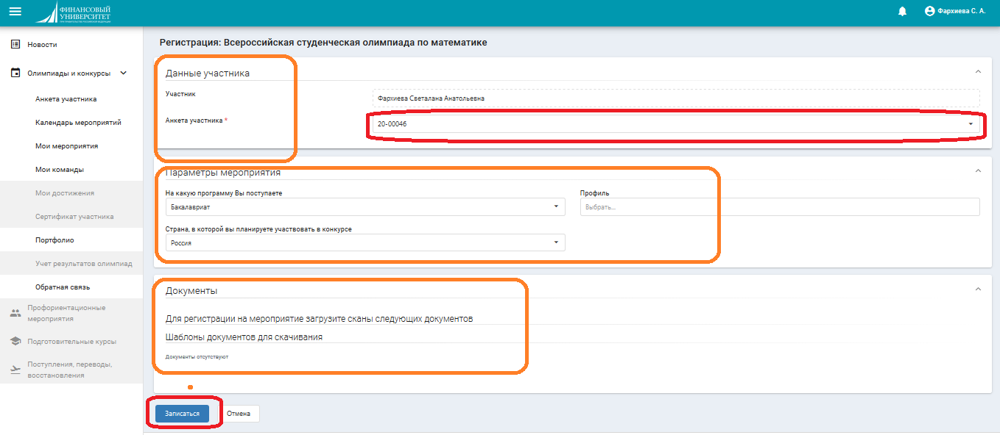 ФИНАНСОВЫЙ
УНИВЕРСИТЕТ
ПРИ ПРАВИТЕЛЬСТВЕ РОССИЙСКОЙ ФЕДЕРАЦИИ
Фархиева С. А.
Новости
Олимпиады и конкурсы
Анкета участника
Календарь мероприятий
Мои мероприятия
Мои команды
Мои достижения
Сертификат участника
Портфолио
Учет результатов олимпиад
Обратная связь
Профориентационные
мероприятия
Подготовительные курсы
Поступления, переводы,
восстановления
Регистрация: Всероссийская студенческая олимпиада по математике
Данные участника
Участник
Фархиева Светалана Анатольевна
Анкета участника *
20-00046
Параметры мероприятия
На какую программу Вы поступаете
Профиль
Бакалавриат
Выбрать...
Страна, в которой вы планируете участвовать в конкурсе
Россия
Документы
Для регистрации на мероприятие загрузите сканы следующих документов
Шаблоны документов для скачивания
Документы отсутствуют
Записаться
Отмена